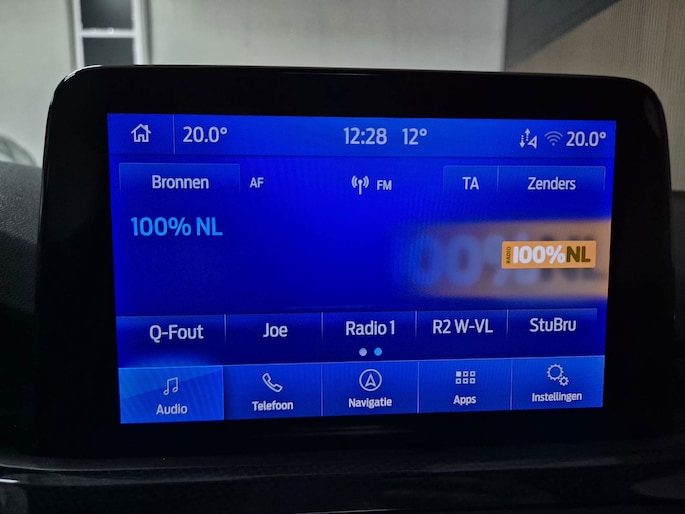 20.0° 12:28 12° 20.0°
Bronnen AF FM TA Zenders
100% NL
RADIO 100%NL
Q-Fout Joe Radio 1 R2 W-VL StuBru
Audio Telefoon Navigatie Apps Instellingen